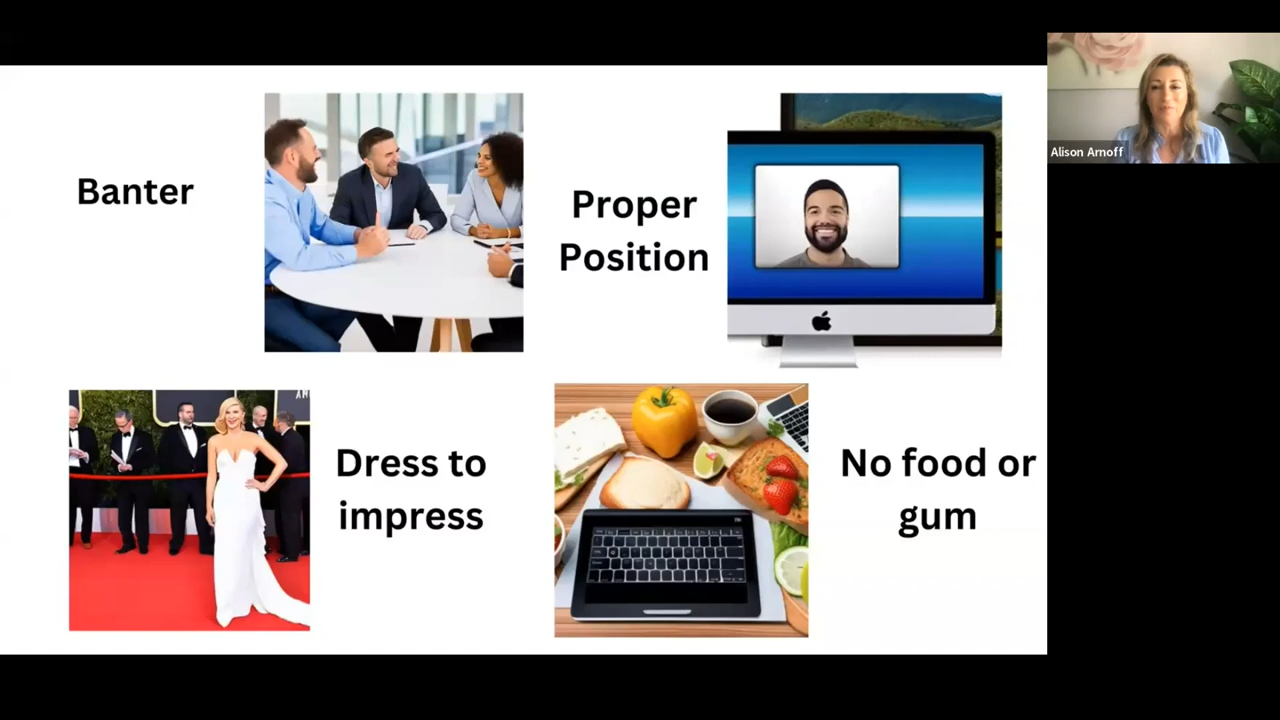 Alison Arnoff
Banter
Proper
Position
Dress to
impress
No food or
gum